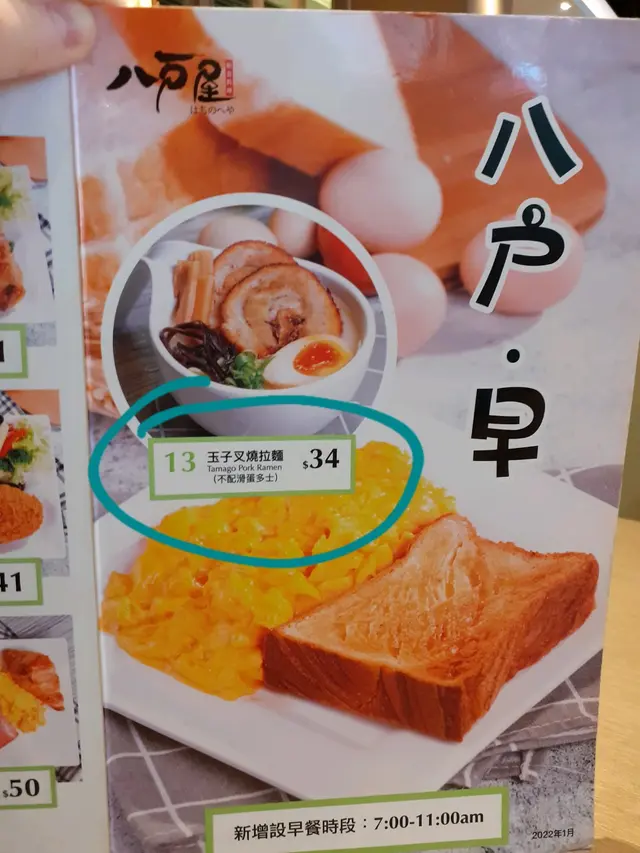 八戶屋
はちのへや
八戶・早
1
13 玉子叉燒拉麵 $34
Tamago Pork Ramen
(不配滑蛋多士)
41
$50
新增設早餐時段：7:00-11:00am
2022年1月